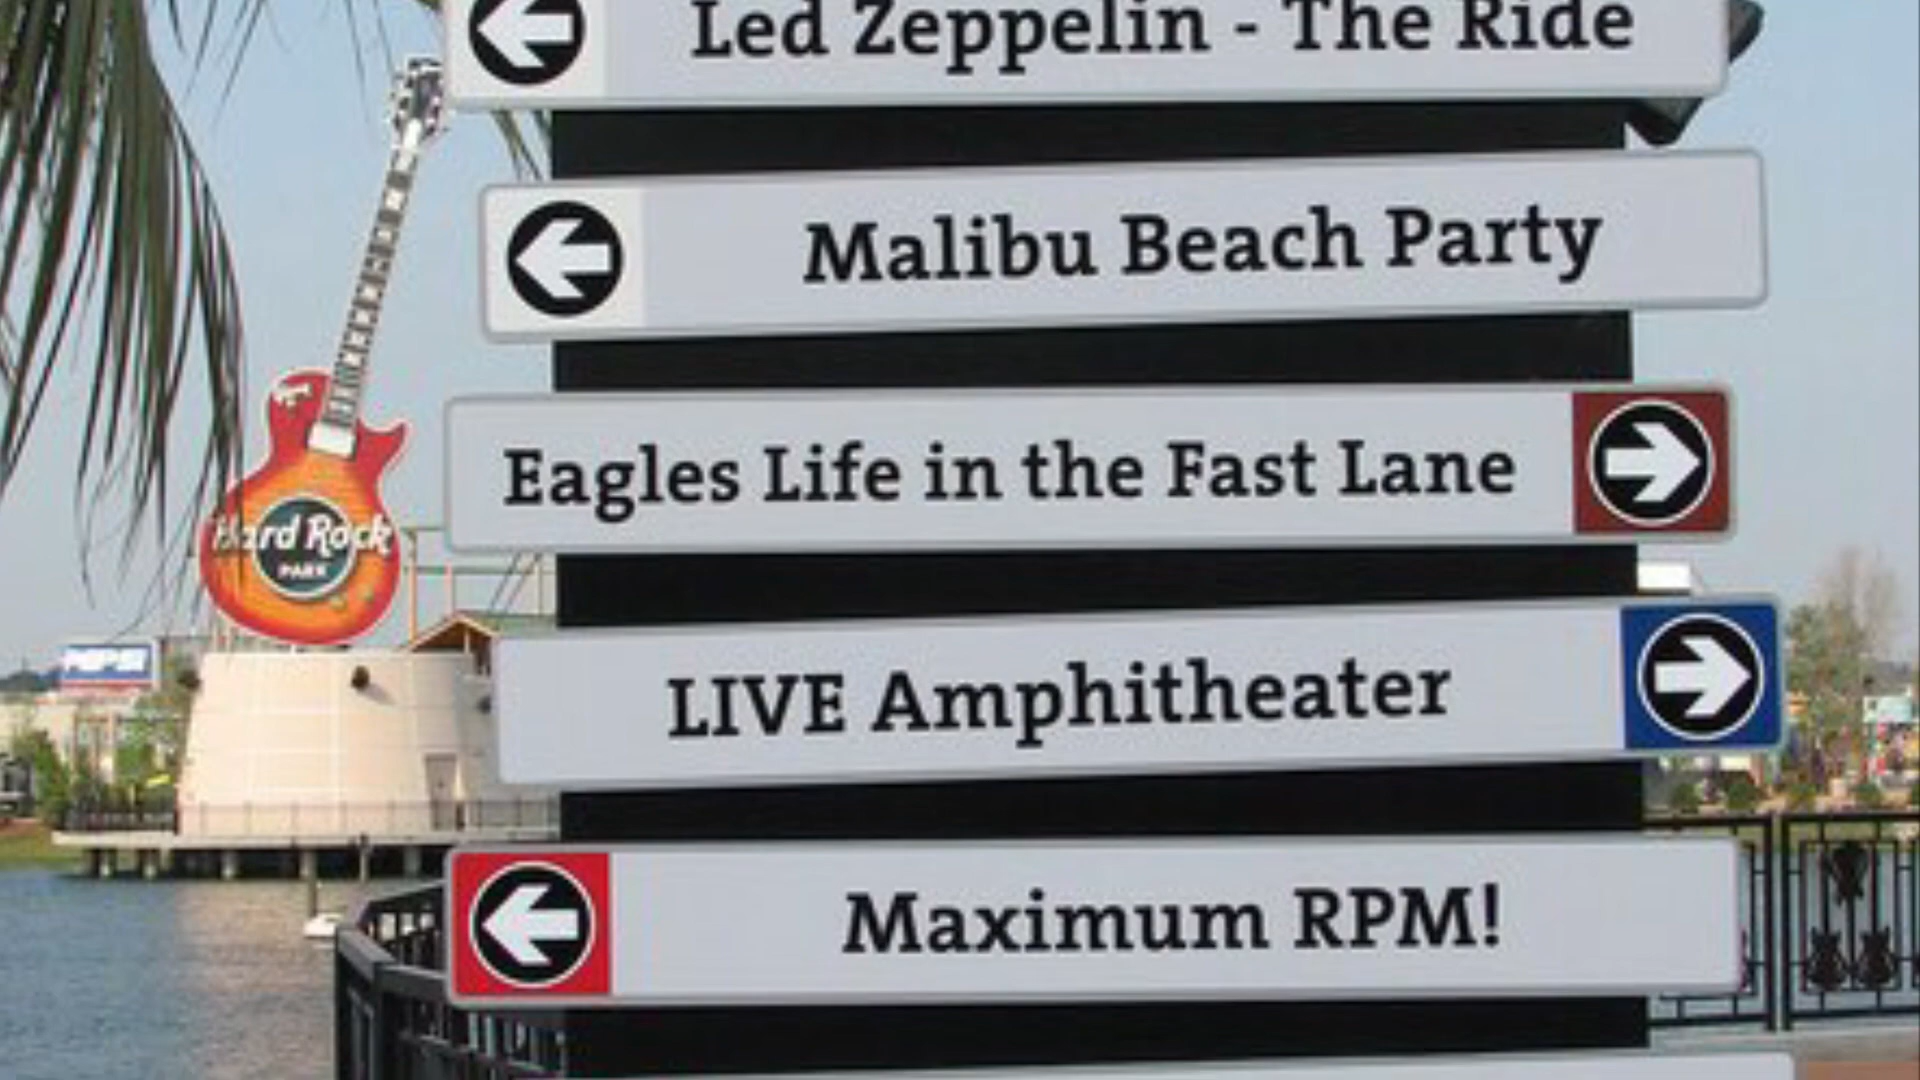 Led Zeppelin - The Ride
Malibu Beach Party
Eagles Life in the Fast Lane
Hard Rock
PARK
LIVE Amphitheater
PEPSI
Maximum RPM!